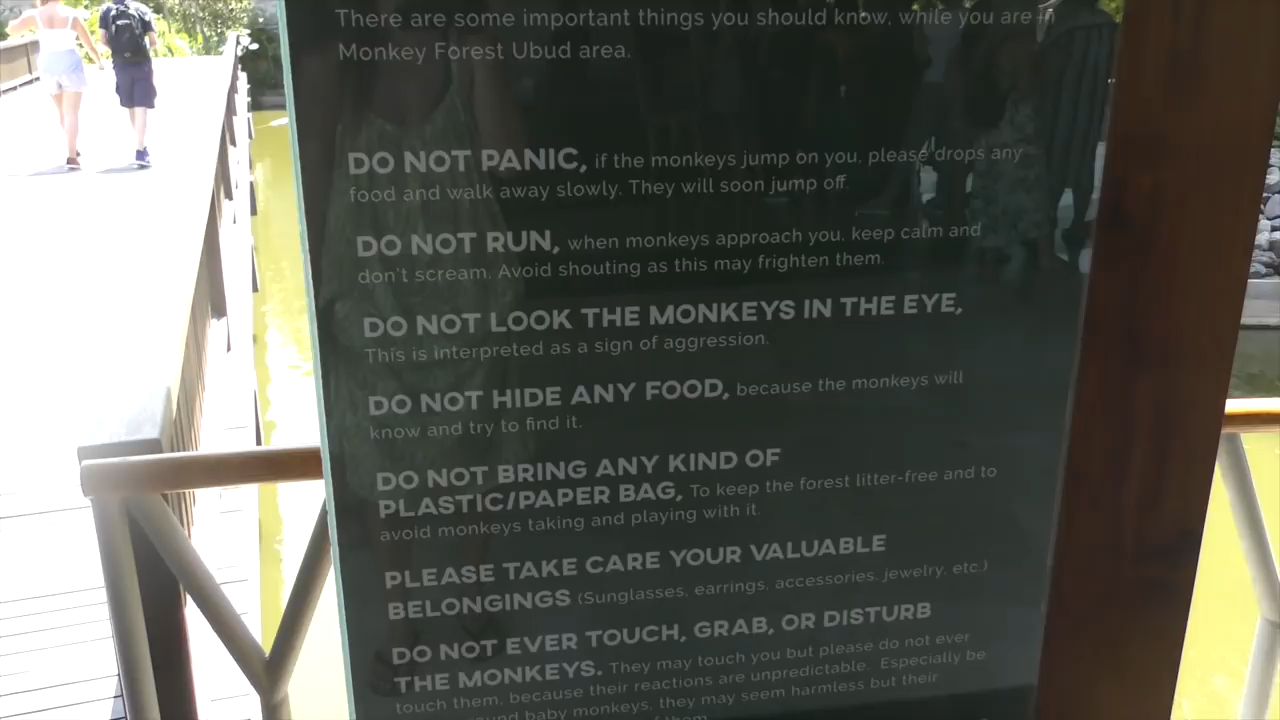 There are some important things you should know, while you are in
Monkey Forest Ubud area.
DO NOT PANIC, if the monkeys jump on you, please drops any
food and walk away slowly. They will soon jump off.
DO NOT RUN, when monkeys approach you, keep calm and
don't scream. Avoid shouting as this may frighten them.
DO NOT LOOK THE MONKEYS IN THE EYE,
This is interpreted as a sign of aggression.
DO NOT HIDE ANY FOOD, because the monkeys will
know and try to find it.
DO NOT BRING ANY KIND OF
PLASTIC/PAPER BAG, To keep the forest litter-free and to
avoid monkeys taking and playing with it.
PLEASE TAKE CARE YOUR VALUABLE
BELONGINGS (Sunglasses, earrings, accessories, jewelry, etc.)
DO NOT EVER TOUCH, GRAB, OR DISTURB
THE MONKEYS. They may touch you but please do not ever
touch them, because their reactions are unpredictable. Especially be
baby monkeys, they may seem harmless but their